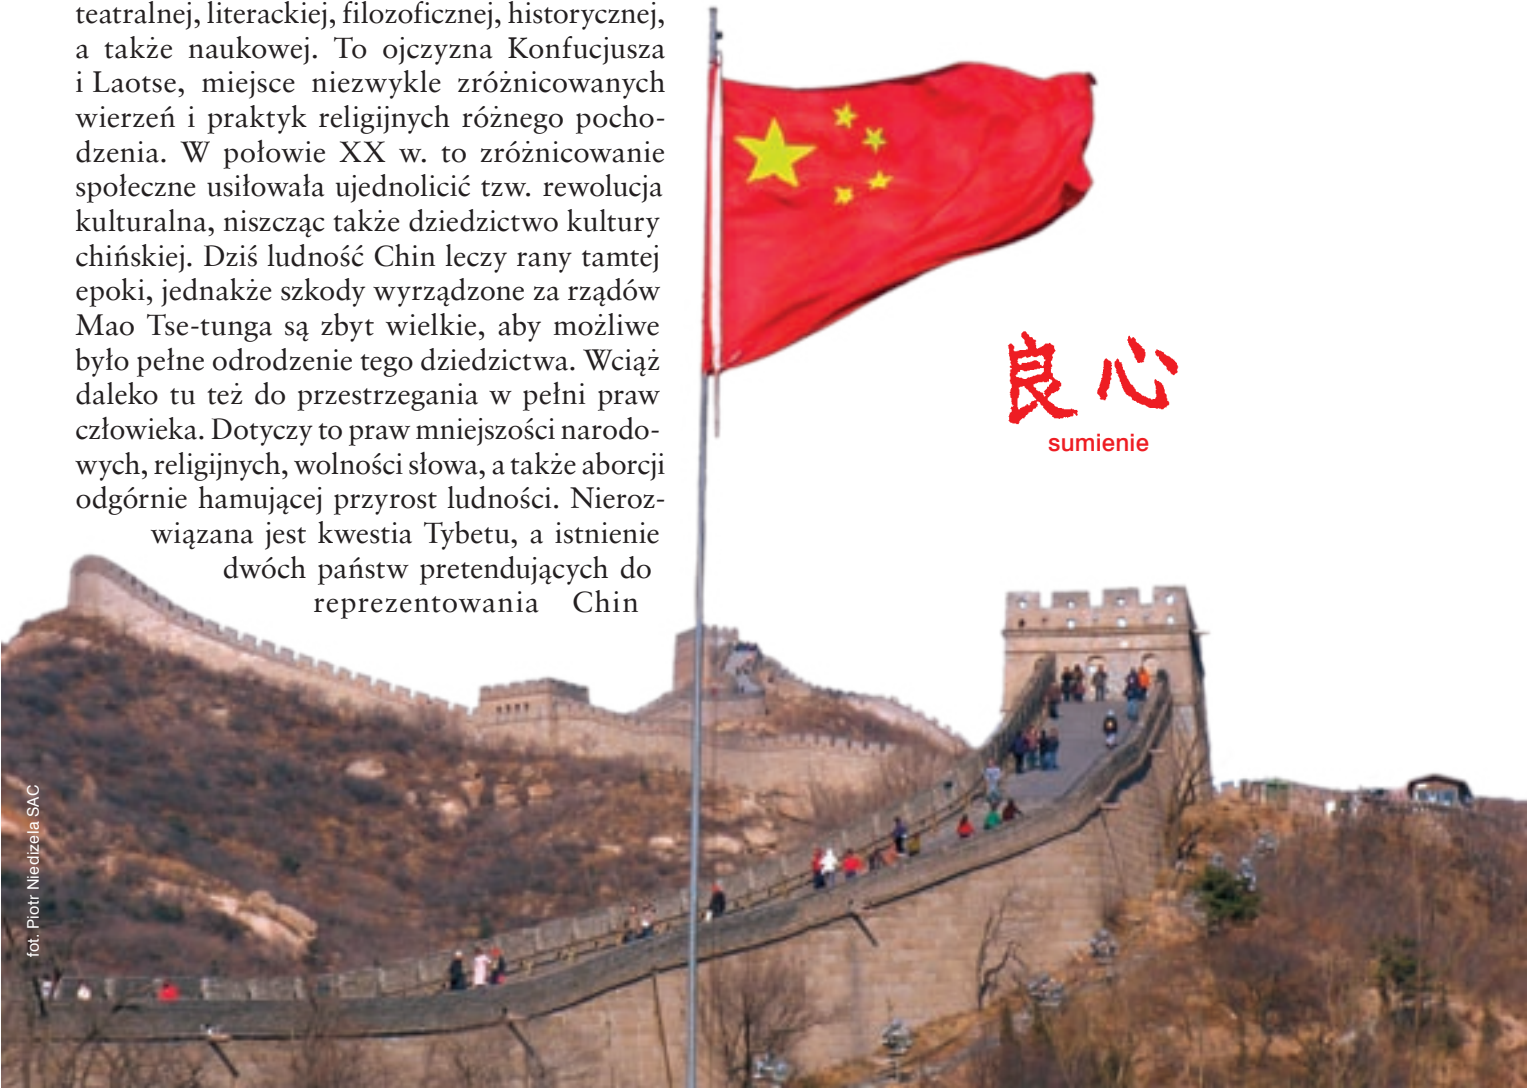 teatralnej, literackiej, filozoficznej, historycznej,
a także naukowej. To ojczyzna Konfucjusza
i Laotse, miejsce niezwykle zróżnicowanych
wierzeń i praktyk religijnych różnego pocho-
dzenia. W połowie XX w. to zróżnicowanie
społeczne usiłowała ujednolicić tzw. rewolucja
kulturalna, niszcząc także dziedzictwo kultury
chińskiej. Dziś ludność Chin leczy rany tamtej
epoki, jednakże szkody wyrządzone za rządów
Mao Tse-tunga są zbyt wielkie, aby możliwe
było pełne odrodzenie tego dziedzictwa. Wciąż
daleko tu też do przestrzegania w pełni praw
człowieka. Dotyczy to praw mniejszości narodo-
wych, religijnych, wolności słowa, a także aborcji
odgórnie hamującej przyrost ludności. Nieroz-
wiązana jest kwestia Tybetu, a istnienie
dwóch państw pretendujących do
reprezentowania Chin
良心
sumienie
fot. Piotr Niedizela SAC